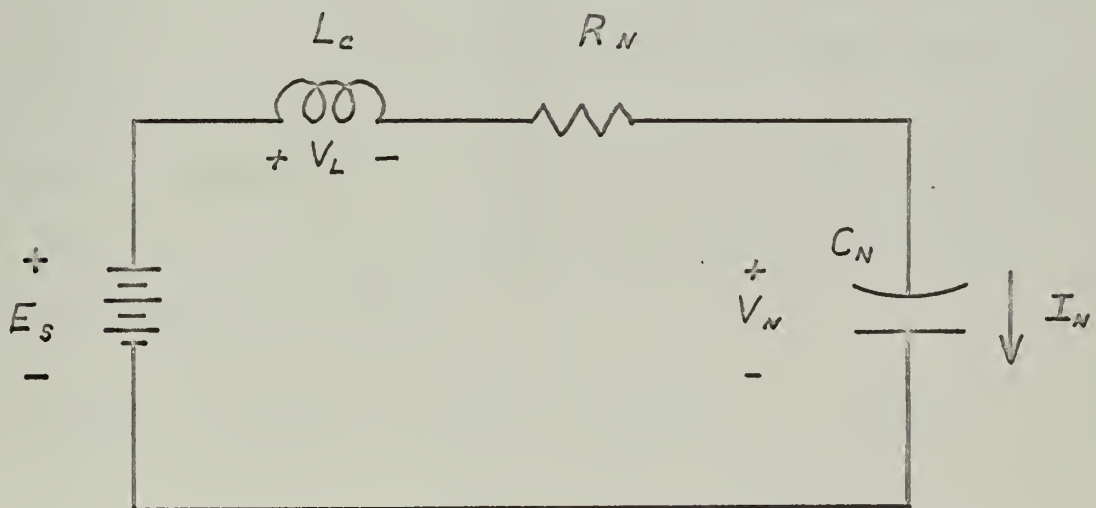 L_c
R_N
+ V_L -
+
E_s
-
C_N
+
V_N
-
I_N